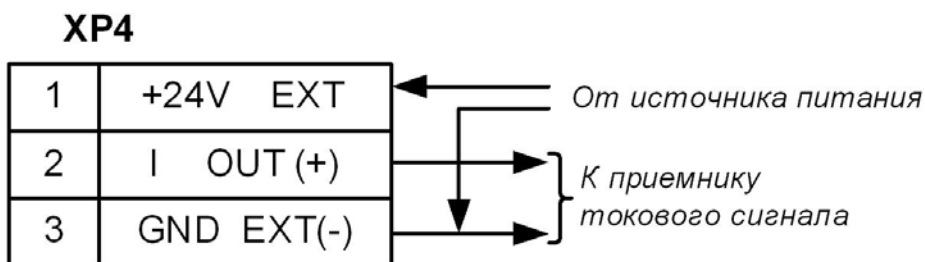 XP4
1 +24V EXT
От источника питания
2 I OUT (+)
К приемнику
токового сигнала
3 GND EXT(-)